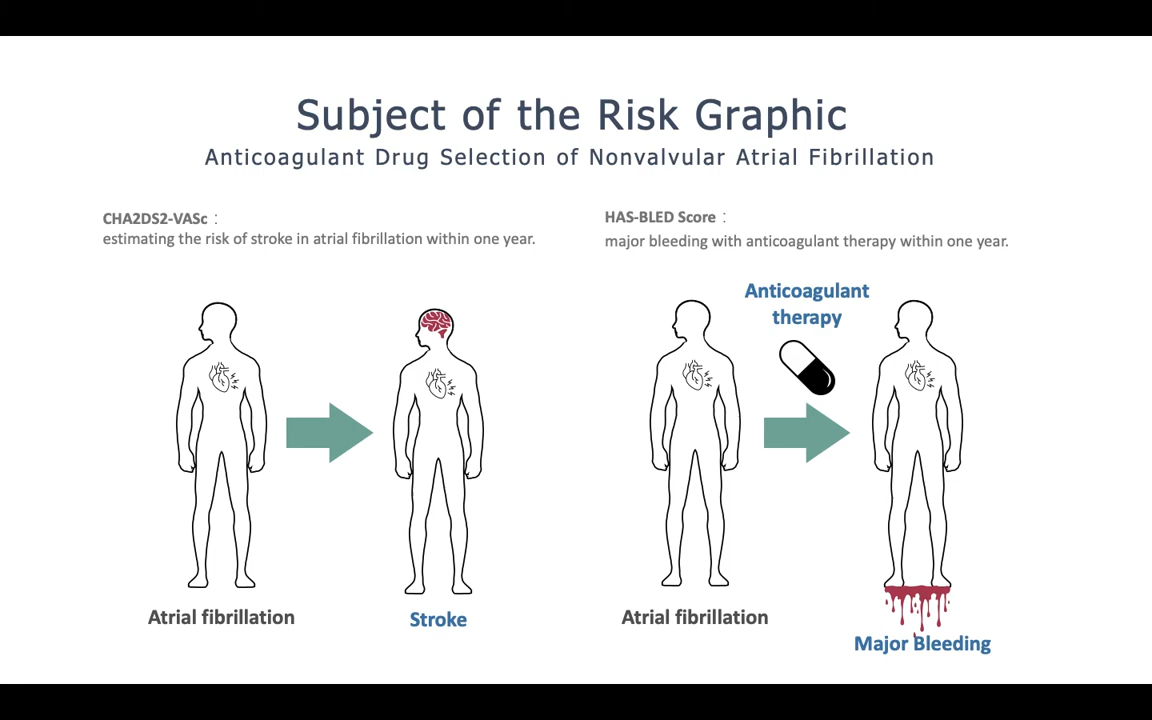 Subject of the Risk Graphic
Anticoagulant Drug Selection of Nonvalvular Atrial Fibrillation
CHA2DS2-VASc：
estimating the risk of stroke in atrial fibrillation within one year.
HAS-BLED Score：
major bleeding with anticoagulant therapy within one year.
Anticoagulant
therapy
Atrial fibrillation
Stroke
Atrial fibrillation
Major Bleeding